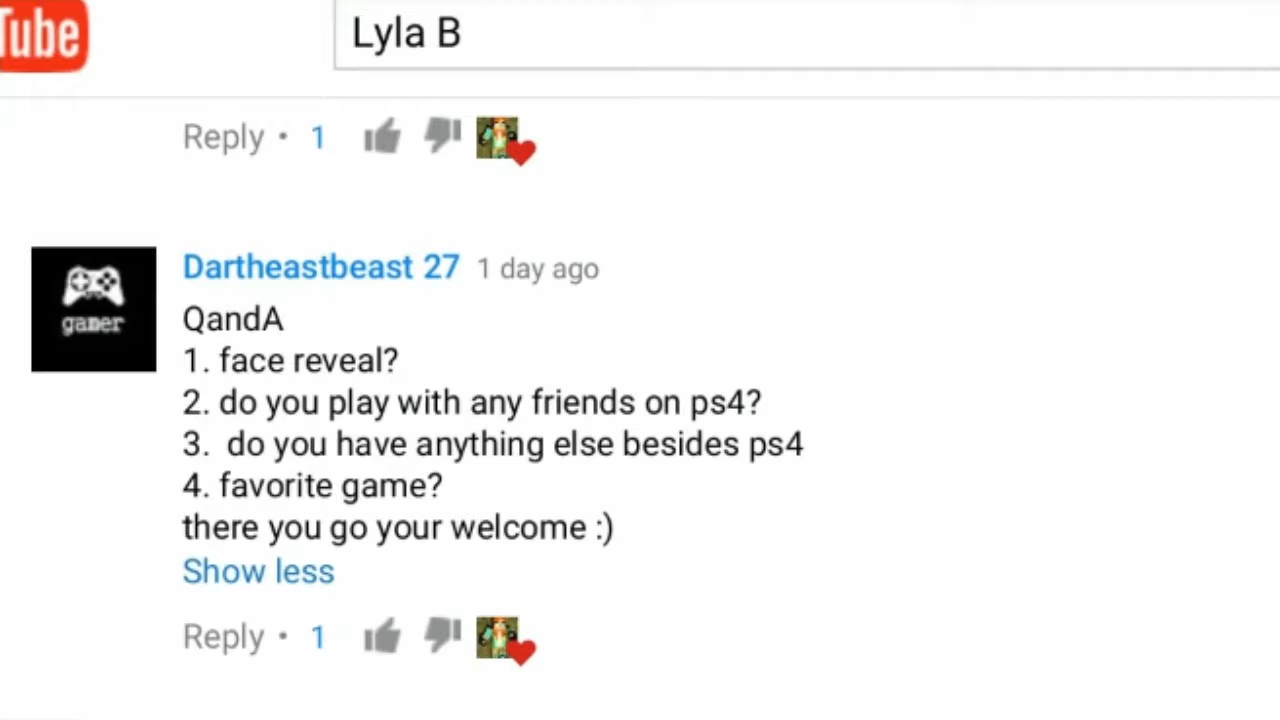 Tube
Lyla B
Reply • 1
gamer
Dartheastbeast 27 1 day ago
QandA
1. face reveal?
2. do you play with any friends on ps4?
3.  do you have anything else besides ps4
4. favorite game?
there you go your welcome :)
Show less
Reply • 1